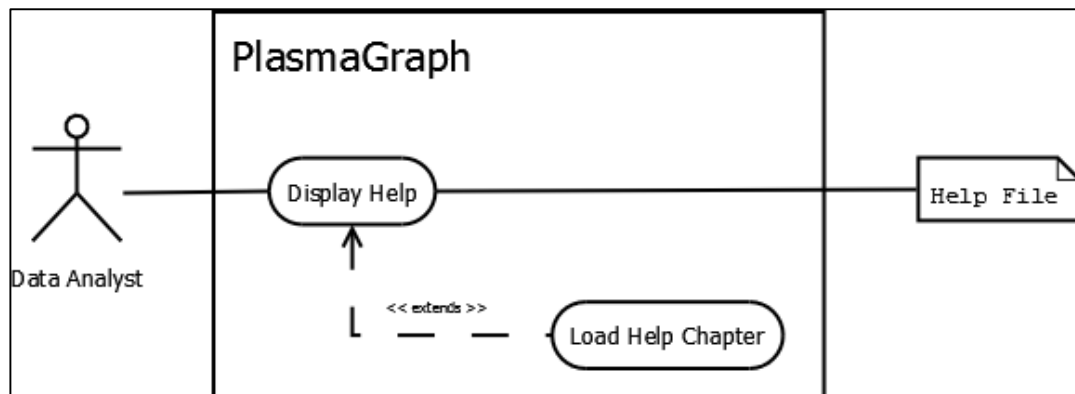 PlasmaGraph
Display Help
Help File
Data Analyst
<< extends >>
Load Help Chapter